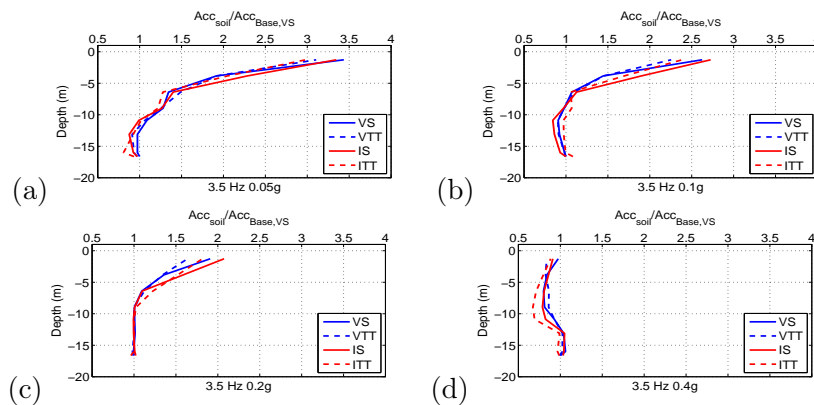 Acc_soil/Acc_Base,VS
0.5 1 1.5 2 2.5 3 3.5 4
0
−5
−10
−15
−20
Depth (m)
VS
VTT
IS
ITT
3.5 Hz 0.05g
(a)
Acc_soil/Acc_Base,VS
0.5 1 1.5 2 2.5 3 3.5 4
0
−5
−10
−15
−20
Depth (m)
VS
VTT
IS
ITT
3.5 Hz 0.1g
(b)
Acc_soil/Acc_Base,VS
0.5 1 1.5 2 2.5 3 3.5 4
0
−5
−10
−15
−20
Depth (m)
VS
VTT
IS
ITT
3.5 Hz 0.2g
(c)
Acc_soil/Acc_Base,VS
0.5 1 1.5 2 2.5 3 3.5 4
0
−5
−10
−15
−20
Depth (m)
VS
VTT
IS
ITT
3.5 Hz 0.4g
(d)